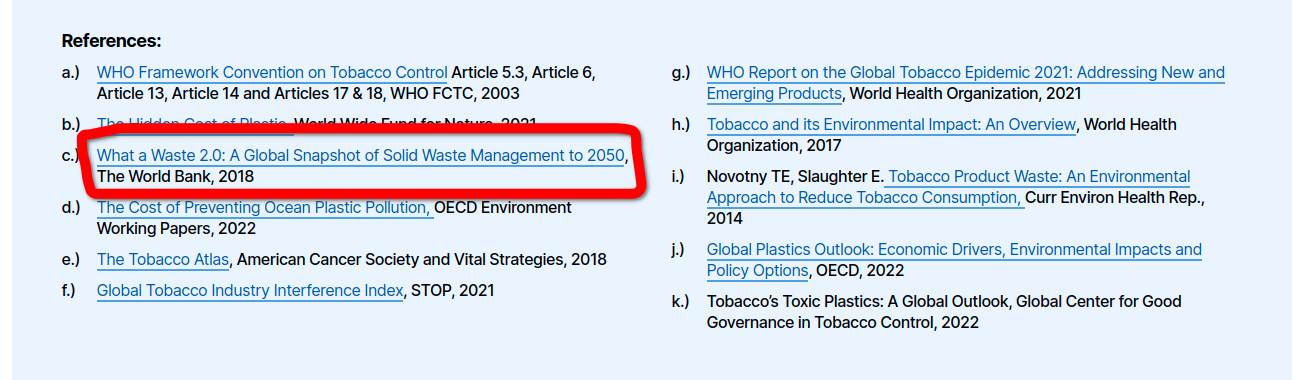 References:
a.) WHO Framework Convention on Tobacco Control Article 5.3, Article 6,
Article 13, Article 14 and Articles 17 & 18, WHO FCTC, 2003
b.) The Hidden Cost of Plastic, World Wide Fund for Nature, 2021
c.) What a Waste 2.0: A Global Snapshot of Solid Waste Management to 2050,
The World Bank, 2018
d.) The Cost of Preventing Ocean Plastic Pollution, OECD Environment
Working Papers, 2022
e.) The Tobacco Atlas, American Cancer Society and Vital Strategies, 2018
f.) Global Tobacco Industry Interference Index, STOP, 2021
g.) WHO Report on the Global Tobacco Epidemic 2021: Addressing New and
Emerging Products, World Health Organization, 2021
h.) Tobacco and its Environmental Impact: An Overview, World Health
Organization, 2017
i.) Novotny TE, Slaughter E. Tobacco Product Waste: An Environmental
Approach to Reduce Tobacco Consumption, Curr Environ Health Rep.,
2014
j.) Global Plastics Outlook: Economic Drivers, Environmental Impacts and
Policy Options, OECD, 2022
k.) Tobacco's Toxic Plastics: A Global Outlook, Global Center for Good
Governance in Tobacco Control, 2022